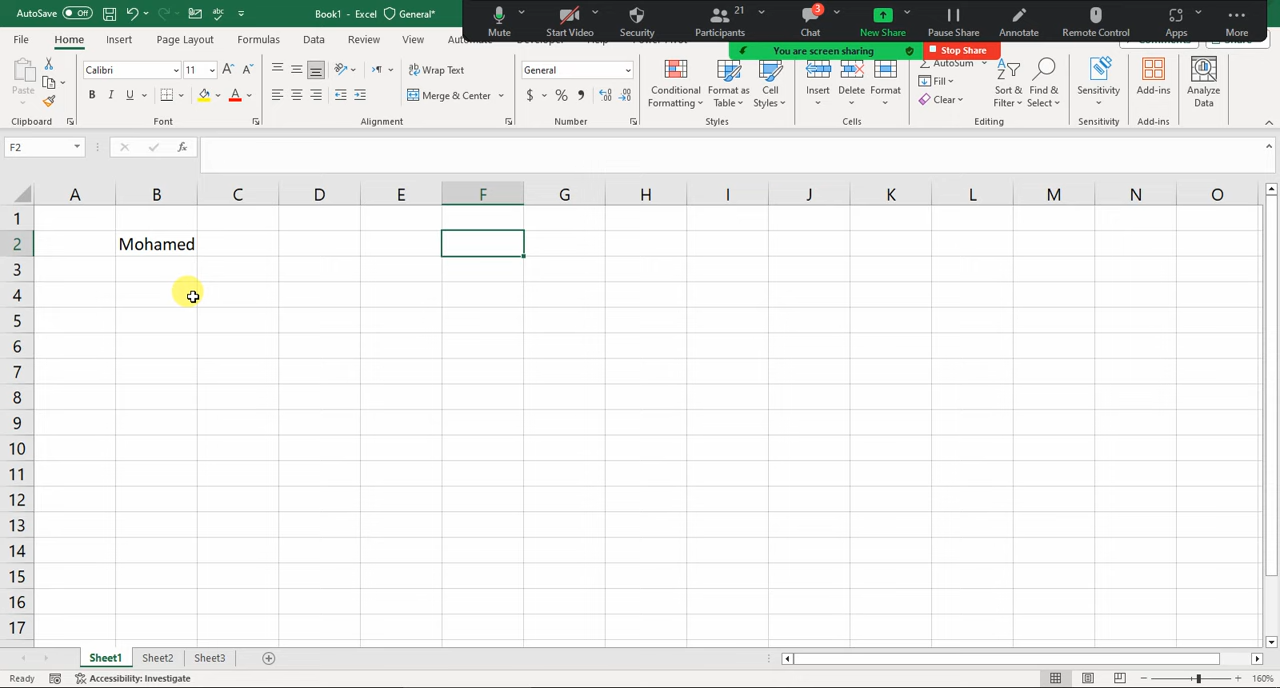 AutoSave Off Book1 - Excel General*
Mute Start Video Security Participants 21 Chat 3 New Share Pause Share Annotate Remote Control Apps More
You are screen sharing Stop Share
File Home Insert Page Layout Formulas Data Review View
Calibri 11 Wrap Text General AutoSum
Paste B I U Merge & Center $ % Conditional Formatting Format as Table Cell Styles Insert Delete Format Fill Clear Sort & Filter Find & Select Sensitivity Add-ins Analyze Data
Clipboard Font Alignment Number Styles Cells Editing Sensitivity Add-ins
F2 fx
A B C D E F G H I J K L M N O
1
2 Mohamed
3
4
5
6
7
8
9
10
11
12
13
14
15
16
17
Sheet1 Sheet2 Sheet3
Ready Accessibility: Investigate 160%